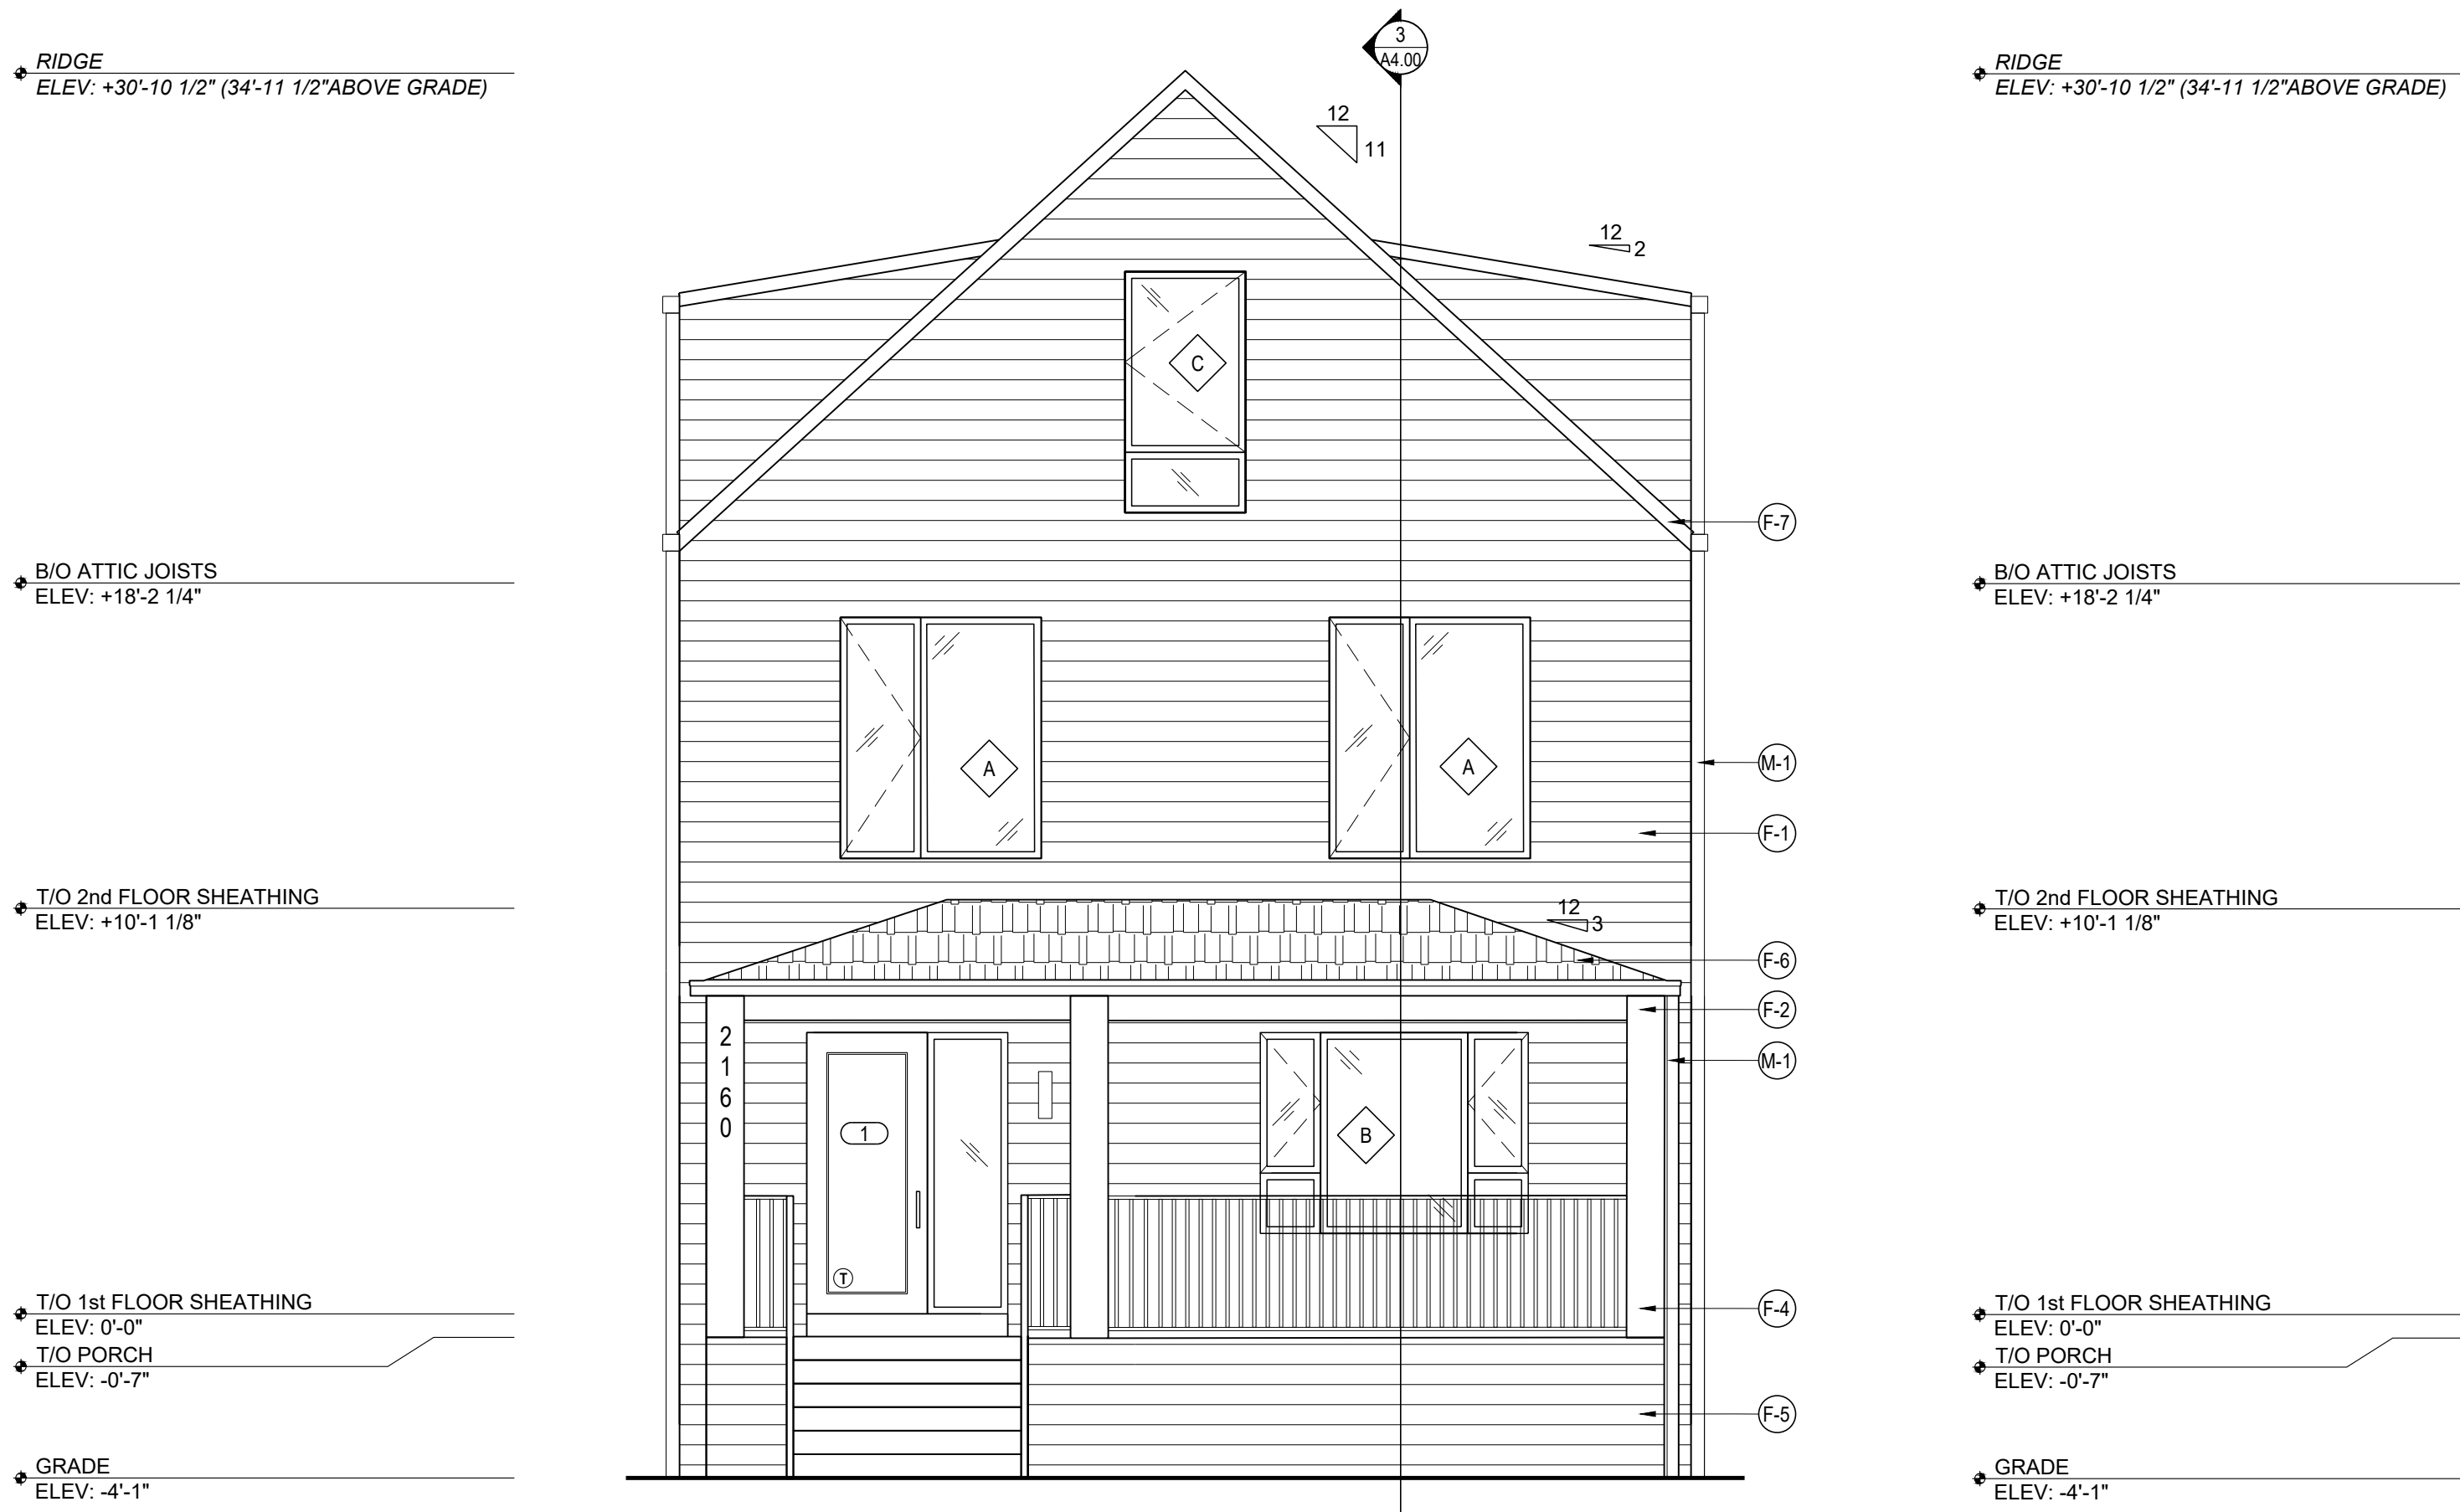 RIDGE
ELEV: +30'-10 1/2" (34'-11 1/2"ABOVE GRADE)
3
A4.00
RIDGE
ELEV: +30'-10 1/2" (34'-11 1/2"ABOVE GRADE)
12
11
12
2
C
F-7
B/O ATTIC JOISTS
ELEV: +18'-2 1/4"
B/O ATTIC JOISTS
ELEV: +18'-2 1/4"
A
A
M-1
F-1
T/O 2nd FLOOR SHEATHING
ELEV: +10'-1 1/8"
12
3
T/O 2nd FLOOR SHEATHING
ELEV: +10'-1 1/8"
F-6
F-2
M-1
2
1
6
0
1
B
T
T/O 1st FLOOR SHEATHING
ELEV: 0'-0"
T/O PORCH
ELEV: -0'-7"
F-4
T/O 1st FLOOR SHEATHING
ELEV: 0'-0"
T/O PORCH
ELEV: -0'-7"
F-5
GRADE
ELEV: -4'-1"
GRADE
ELEV: -4'-1"